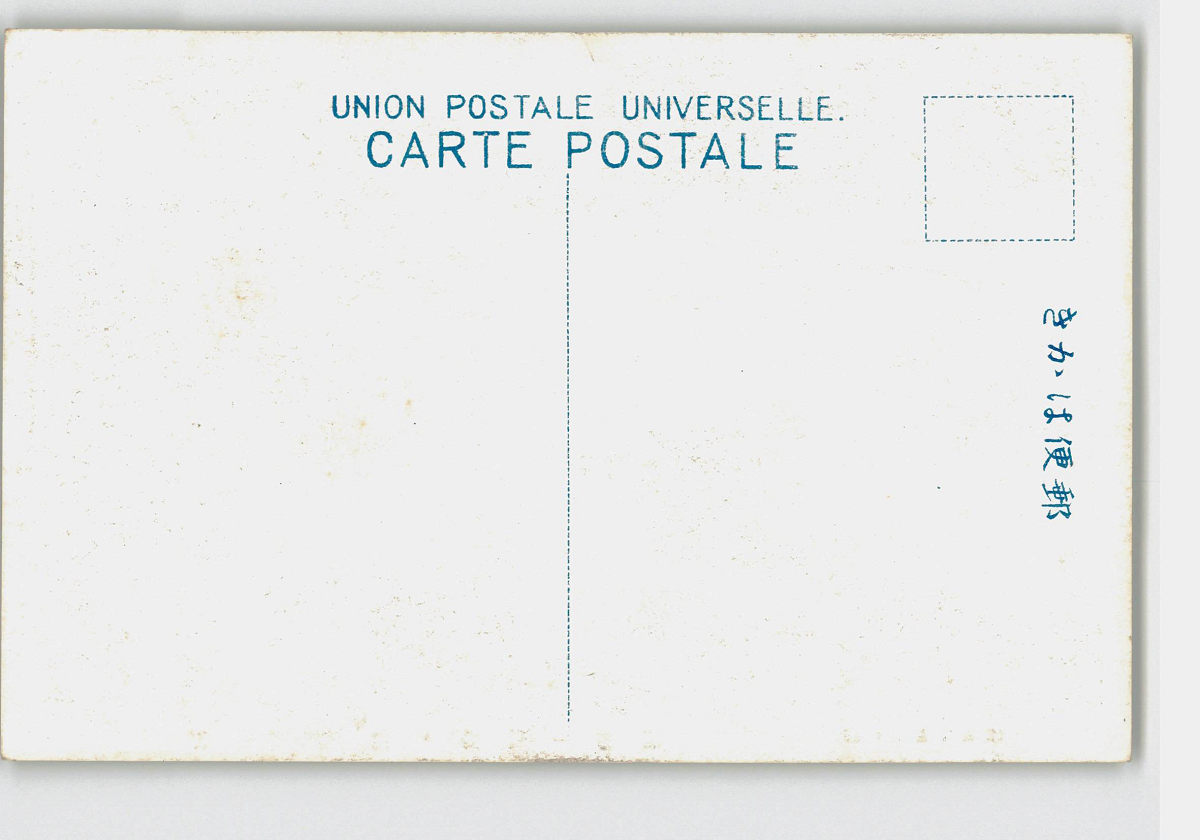 UNION POSTALE UNIVERSELLE.
CARTE POSTALE
きかは便郵